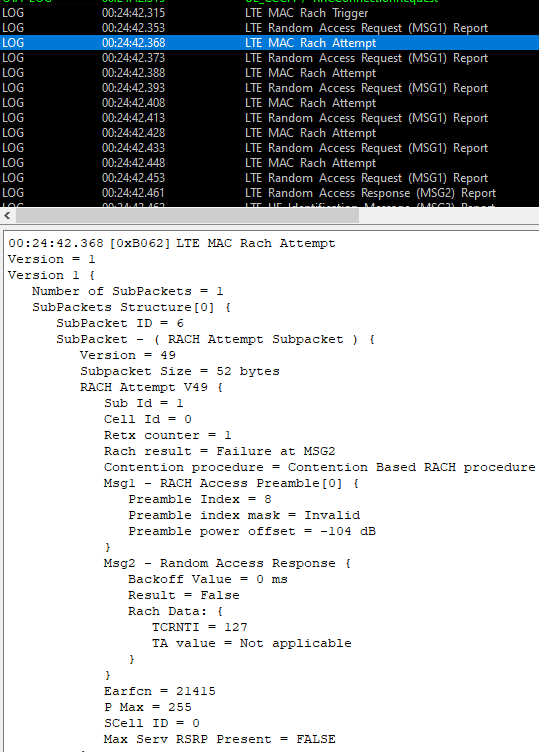 LOG 00:24:42.315 LTE MAC Rach Trigger
LOG 00:24:42.353 LTE Random Access Request (MSG1) Report
LOG 00:24:42.368 LTE MAC Rach Attempt
LOG 00:24:42.373 LTE Random Access Request (MSG1) Report
LOG 00:24:42.388 LTE MAC Rach Attempt
LOG 00:24:42.393 LTE Random Access Request (MSG1) Report
LOG 00:24:42.408 LTE MAC Rach Attempt
LOG 00:24:42.413 LTE Random Access Request (MSG1) Report
LOG 00:24:42.428 LTE MAC Rach Attempt
LOG 00:24:42.433 LTE Random Access Request (MSG1) Report
LOG 00:24:42.448 LTE MAC Rach Attempt
LOG 00:24:42.453 LTE Random Access Request (MSG1) Report
LOG 00:24:42.461 LTE Random Access Response (MSG2) Report
00:24:42.368 [0xB062] LTE MAC Rach Attempt
Version = 1
Version 1 {
Number of SubPackets = 1
SubPackets Structure[0] {
SubPacket ID = 6
SubPacket - ( RACH Attempt Subpacket ) {
Version = 49
Subpacket Size = 52 bytes
RACH Attempt V49 {
Sub Id = 1
Cell Id = 0
Retx counter = 1
Rach result = Failure at MSG2
Contention procedure = Contention Based RACH procedure
Msg1 - RACH Access Preamble[0] {
Preamble Index = 8
Preamble index mask = Invalid
Preamble power offset = -104 dB
}
Msg2 - Random Access Response {
Backoff Value = 0 ms
Result = False
Rach Data: {
TCRNTI = 127
TA value = Not applicable
}
}
Earfcn = 21415
P Max = 255
SCell ID = 0
Max Serv RSRP Present = FALSE